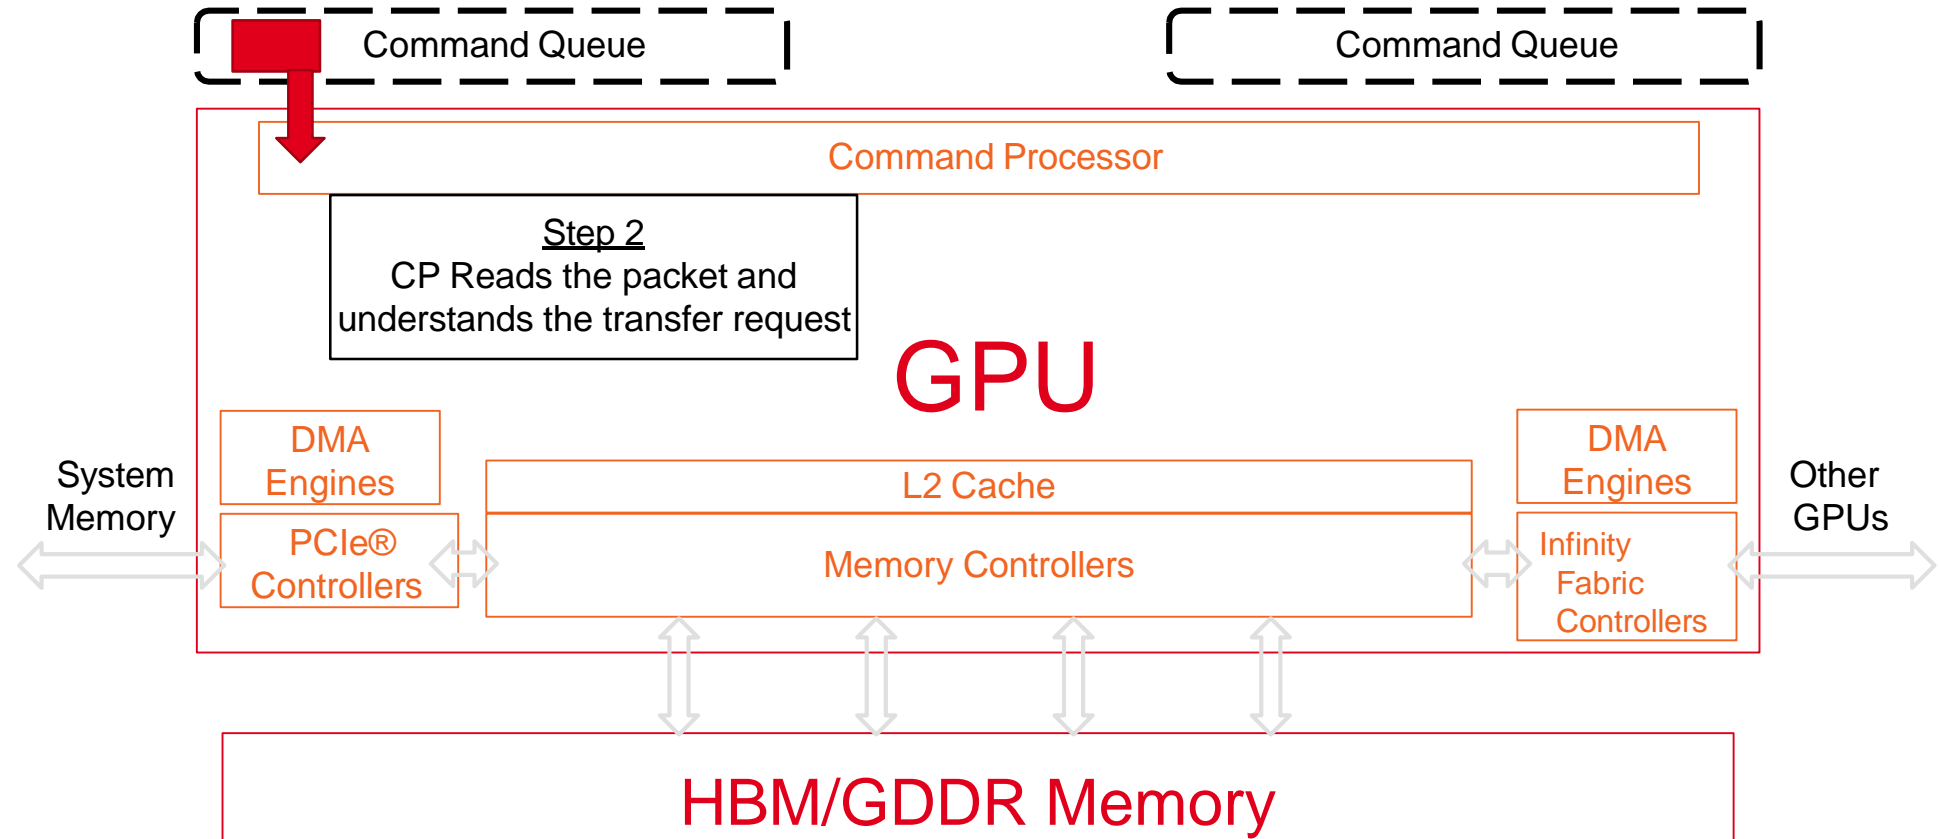 Command Queue
Command Queue
Command Processor
Step 2
CP Reads the packet and
understands the transfer request
GPU
DMA
Engines
DMA
Engines
System
Memory
L2 Cache
Other
GPUs
PCIe®
Controllers
Memory Controllers
Infinity
Fabric
Controllers
HBM/GDDR Memory